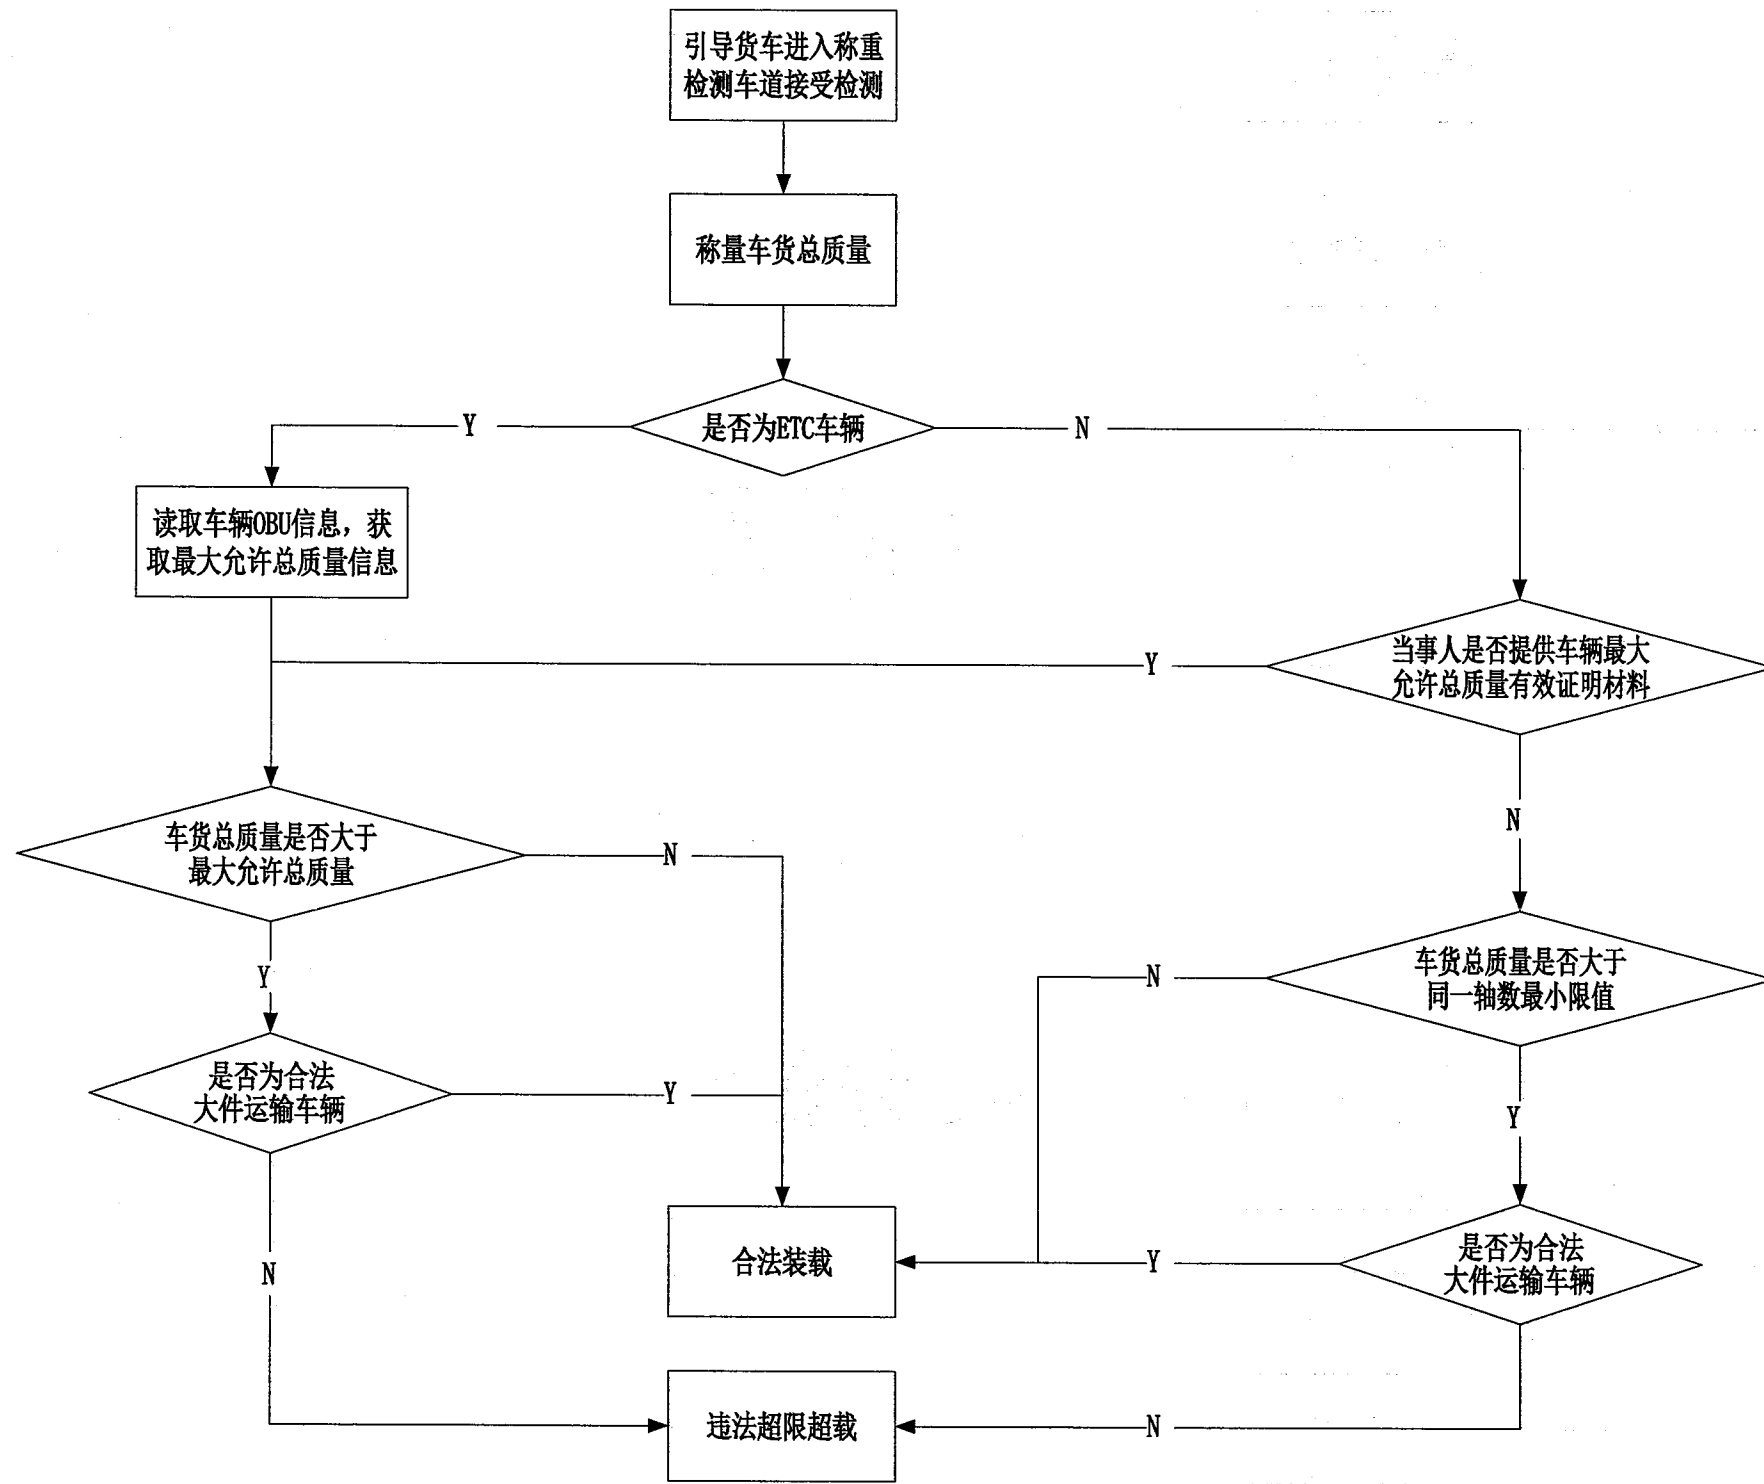 引导货车进入称重
检测车道接受检测
称量车货总质量
是否为ETC车辆
Y
N
读取车辆OBU信息，获
取最大允许总质量信息
当事人是否提供车辆最大
允许总质量有效证明材料
Y
N
车货总质量是否大于
最大允许总质量
N
Y
车货总质量是否大于
同一轴数最小限值
N
Y
是否为合法
大件运输车辆
Y
N
合法装载
Y
是否为合法
大件运输车辆
违法超限超载
N